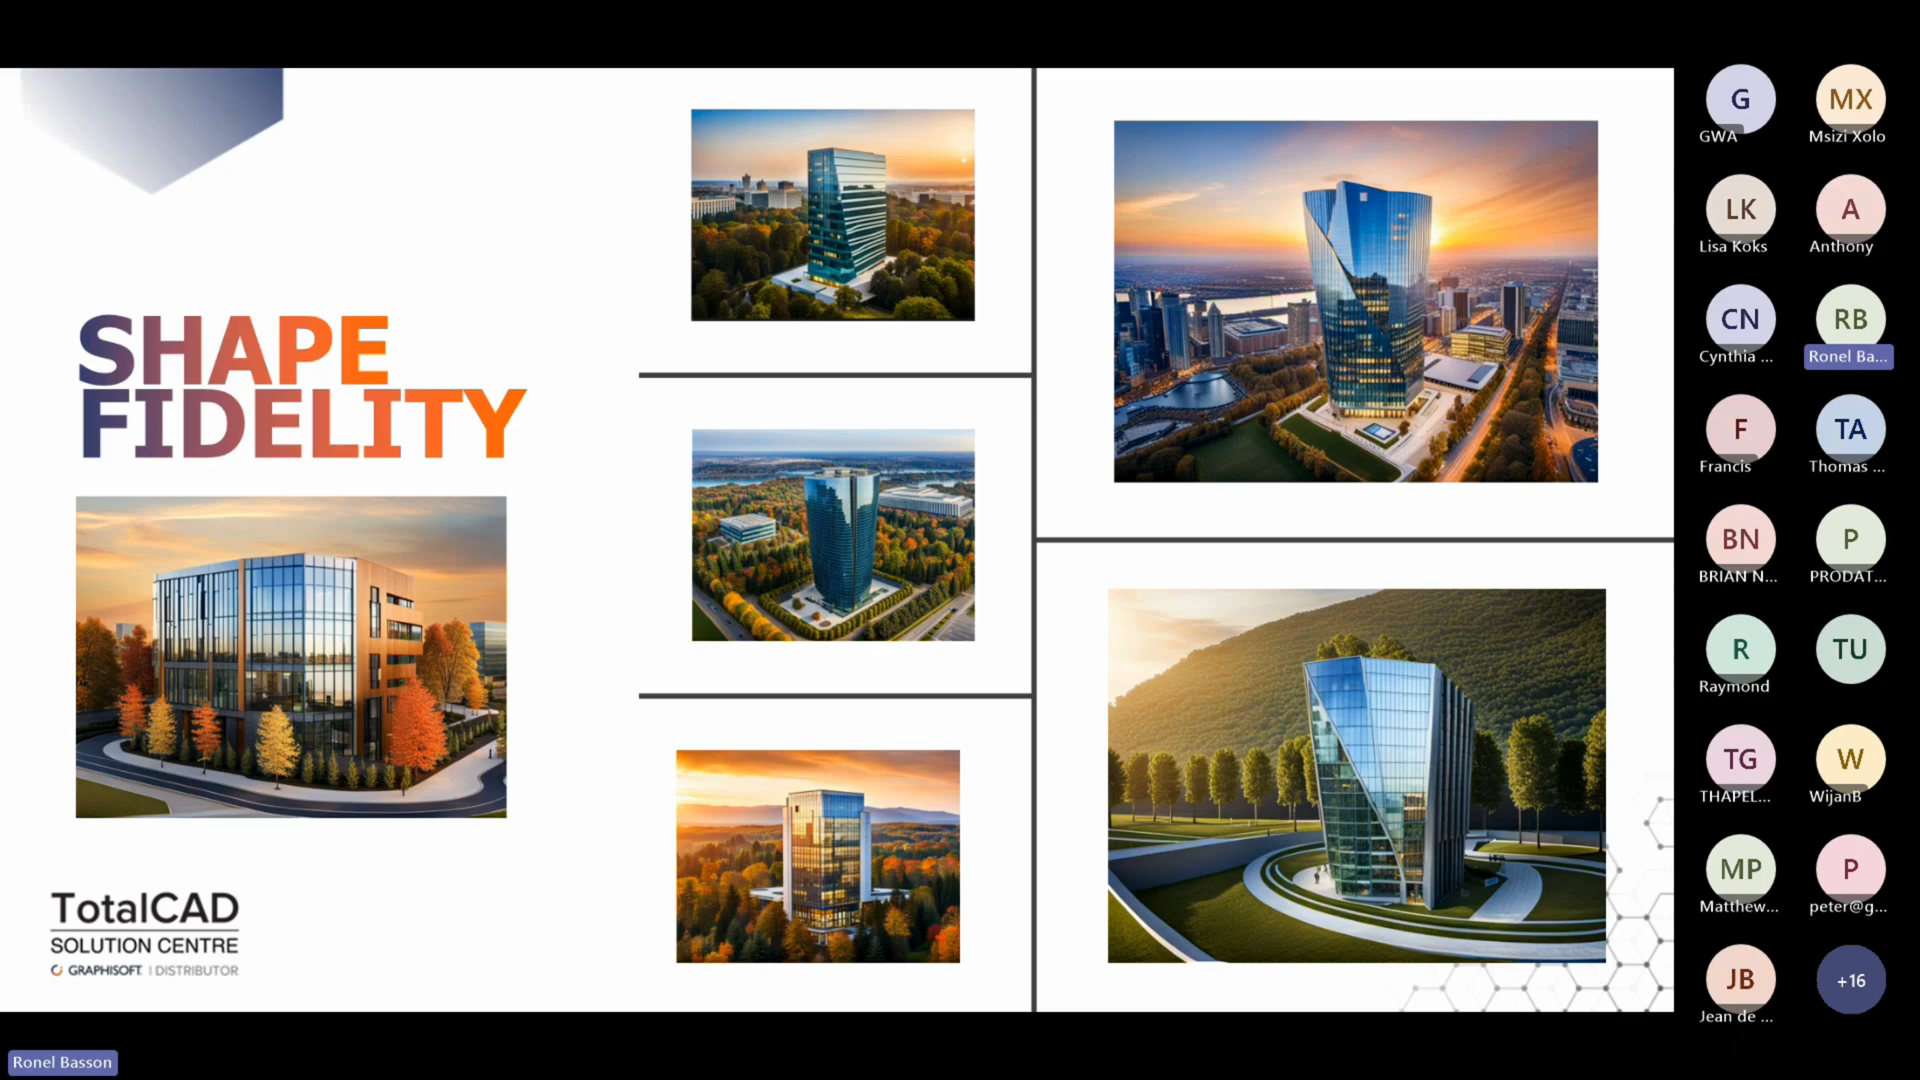 SHAPE
FIDELITY
TotalCAD
SOLUTION CENTRE
GRAPHISOFT | DISTRIBUTOR
G
GWA
MX
Msizi Xolo
LK
Lisa Koks
A
Anthony
CN
Cynthia ...
RB
Ronel Ba...
F
Francis
TA
Thomas ...
BN
BRIAN N...
P
PRODAT...
R
Raymond
TU
TG
THAPEL...
W
WijanB
MP
Matthew...
P
peter@g...
JB
Jean de ...
+16
Ronel Basson